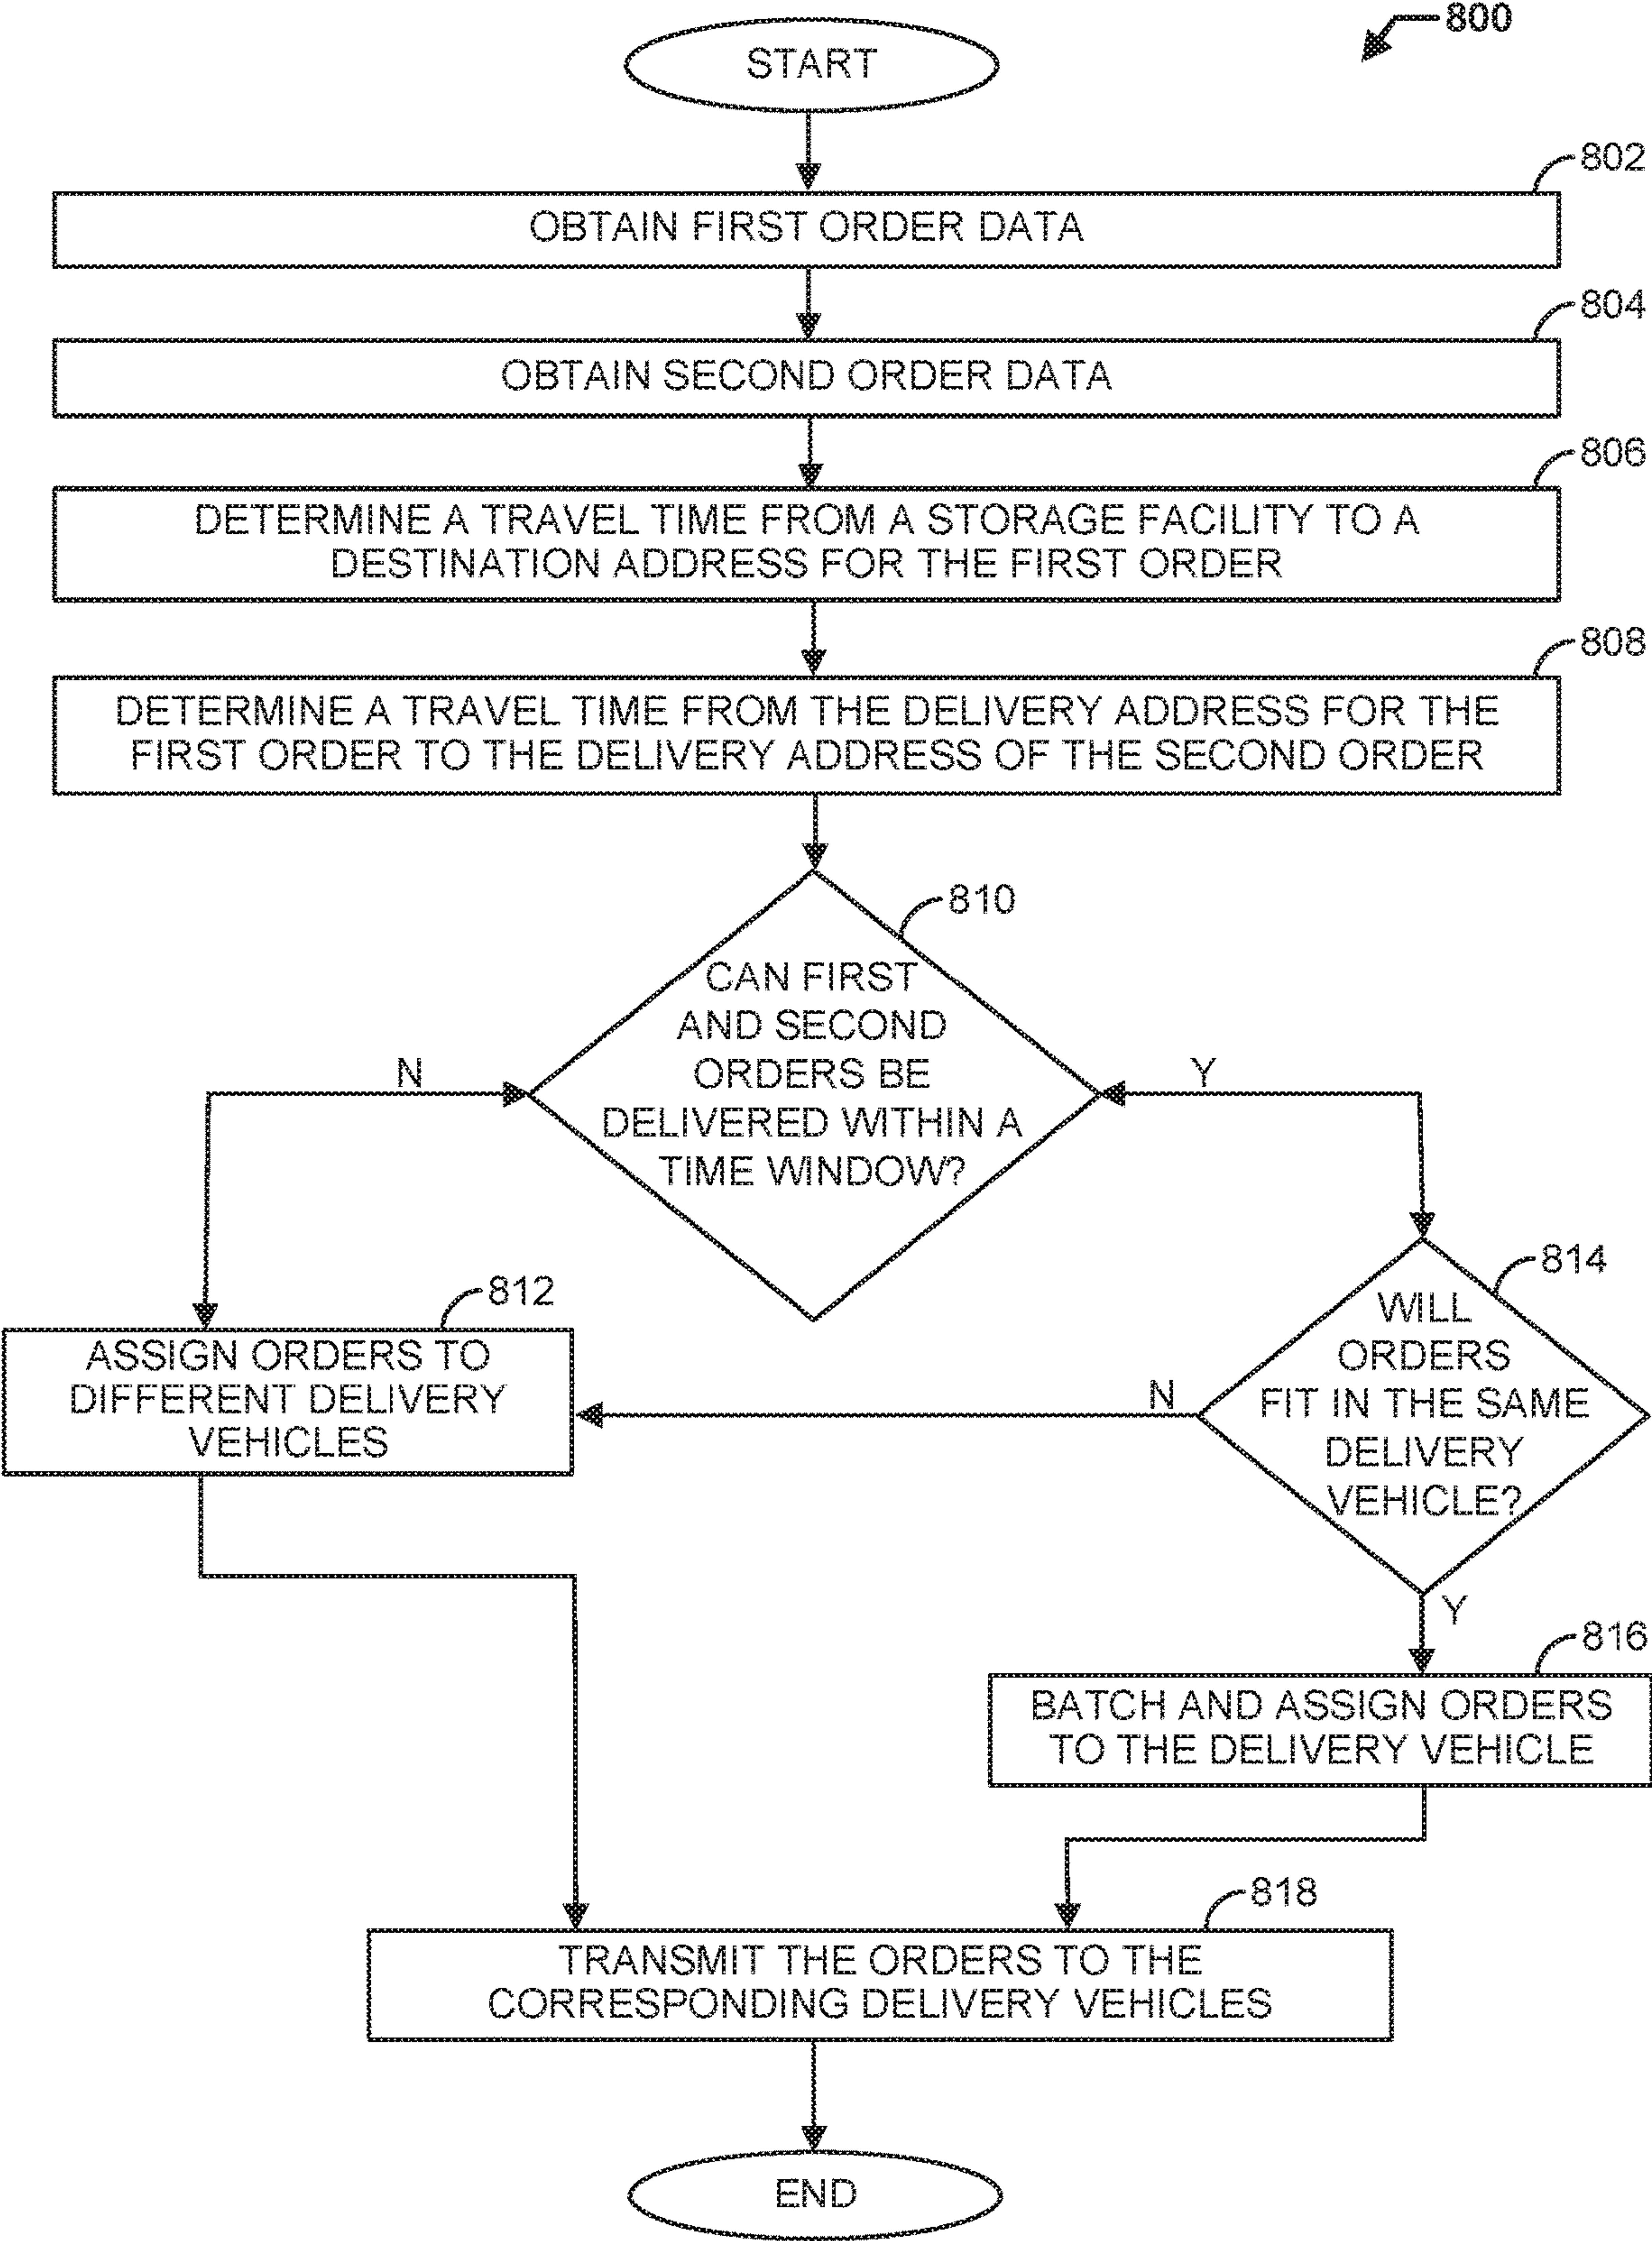 800
START
802
OBTAIN FIRST ORDER DATA
804
OBTAIN SECOND ORDER DATA
806
DETERMINE A TRAVEL TIME FROM A STORAGE FACILITY TO A
DESTINATION ADDRESS FOR THE FIRST ORDER
808
DETERMINE A TRAVEL TIME FROM THE DELIVERY ADDRESS FOR THE
FIRST ORDER TO THE DELIVERY ADDRESS OF THE SECOND ORDER
810
CAN FIRST
AND SECOND
ORDERS BE
DELIVERED WITHIN A
TIME WINDOW?
N
Y
812
ASSIGN ORDERS TO
DIFFERENT DELIVERY
VEHICLES
814
WILL
ORDERS
FIT IN THE SAME
DELIVERY
VEHICLE?
N
Y
816
BATCH AND ASSIGN ORDERS
TO THE DELIVERY VEHICLE
818
TRANSMIT THE ORDERS TO THE
CORRESPONDING DELIVERY VEHICLES
END